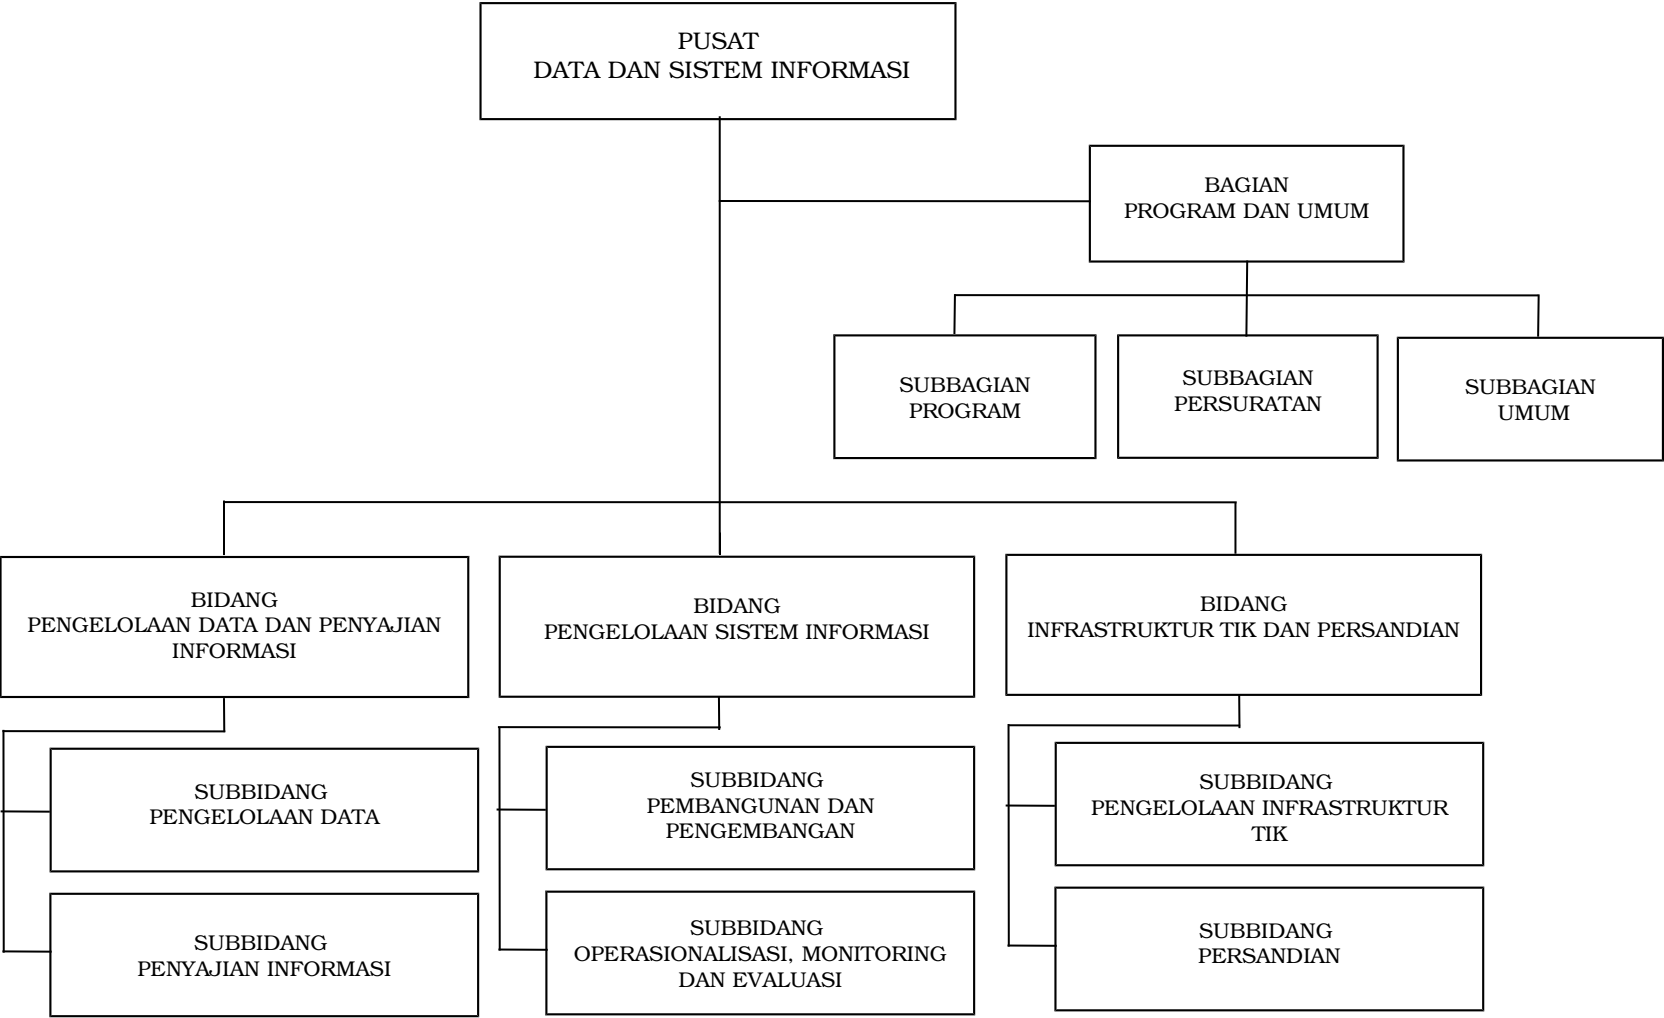 PUSAT
DATA DAN SISTEM INFORMASI
BAGIAN
PROGRAM DAN UMUM
SUBBAGIAN
PROGRAM
SUBBAGIAN
PERSURATAN
SUBBAGIAN
UMUM
BIDANG
PENGELOLAAN DATA DAN PENYAJIAN
INFORMASI
BIDANG
PENGELOLAAN SISTEM INFORMASI
BIDANG
INFRASTRUKTUR TIK DAN PERSANDIAN
SUBBIDANG
PENGELOLAAN DATA
SUBBIDANG
PENYAJIAN INFORMASI
SUBBIDANG
PEMBANGUNAN DAN
PENGEMBANGAN
SUBBIDANG
OPERASIONALISASI, MONITORING
DAN EVALUASI
SUBBIDANG
PENGELOLAAN INFRASTRUKTUR
TIK
SUBBIDANG
PERSANDIAN